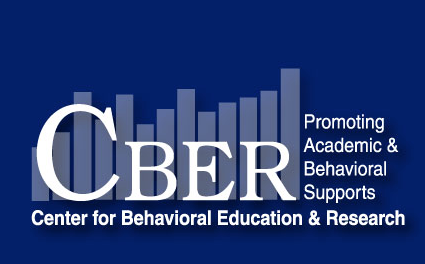 CBER
Promoting
Academic &
Behavioral
Supports
Center for Behavioral Education & Research